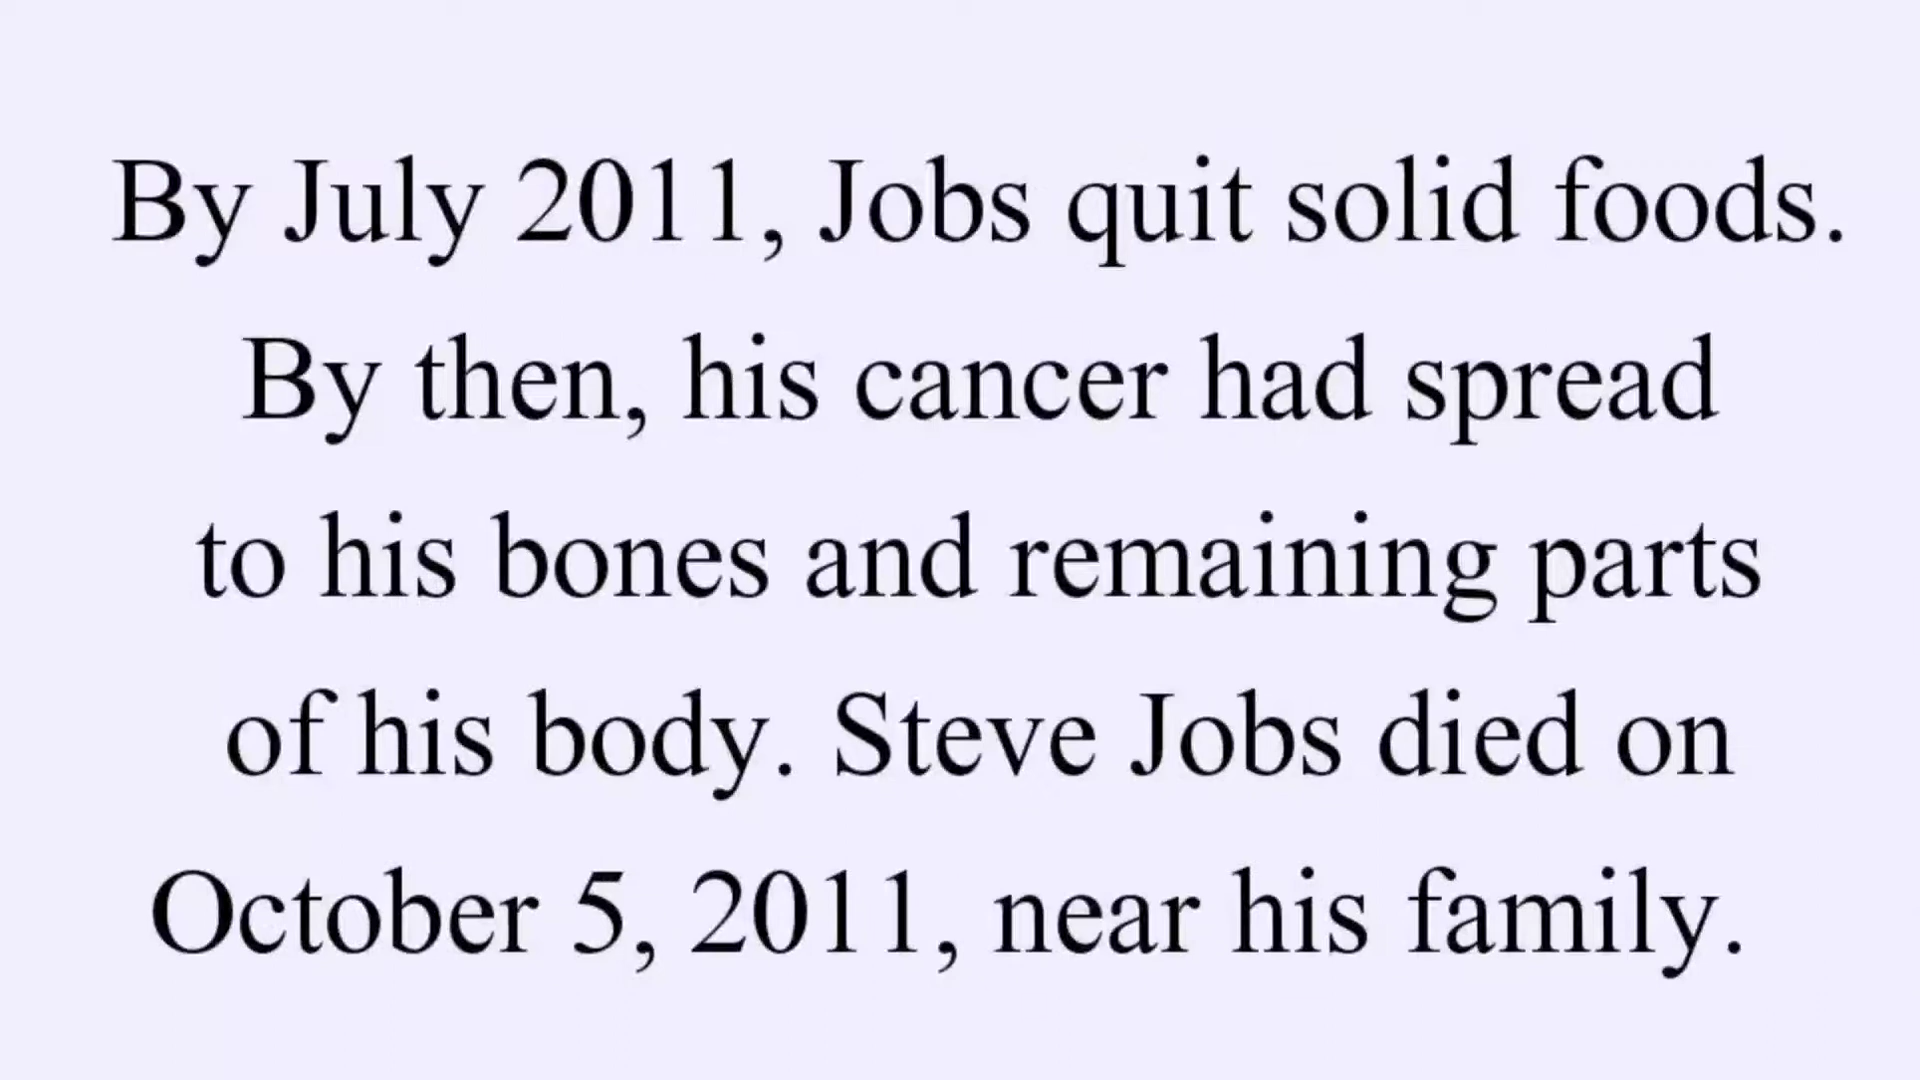 By July 2011, Jobs quit solid foods.
By then, his cancer had spread
to his bones and remaining parts
of his body. Steve Jobs died on
October 5, 2011, near his family.